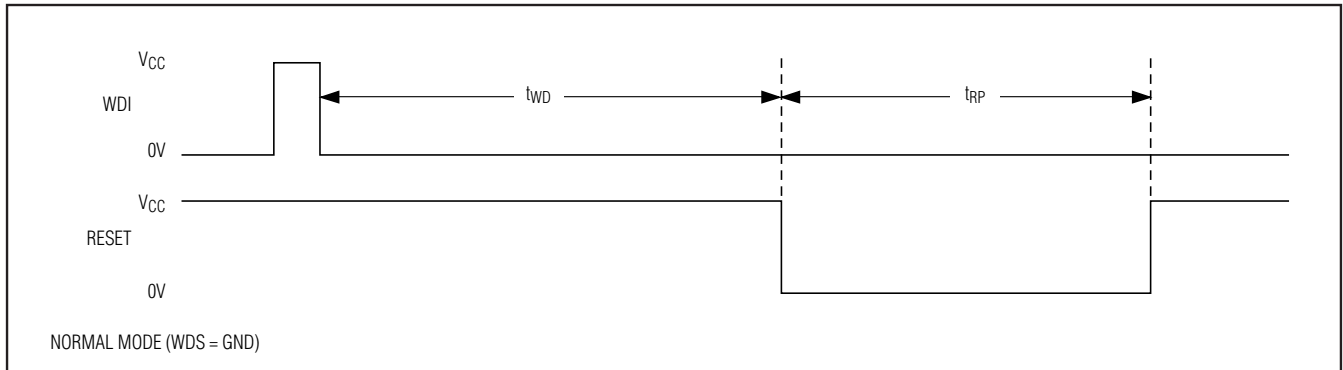 VCC
WDI
tWD
tRP
0V
VCC
RESET
0V
NORMAL MODE (WDS = GND)